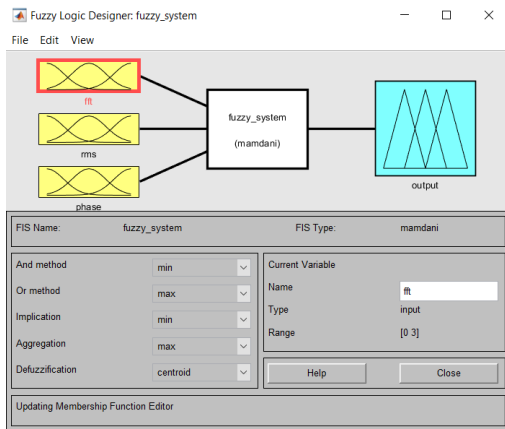 Fuzzy Logic Designer: fuzzy_system
File Edit View
fft
rms
phase
fuzzy_system
(mamdani)
output
FIS Name: fuzzy_system FIS Type: mamdani
And method min
Or method max
Implication min
Aggregation max
Defuzzification centroid
Current Variable
Name fft
Type input
Range [0 3]
Help Close
Updating Membership Function Editor